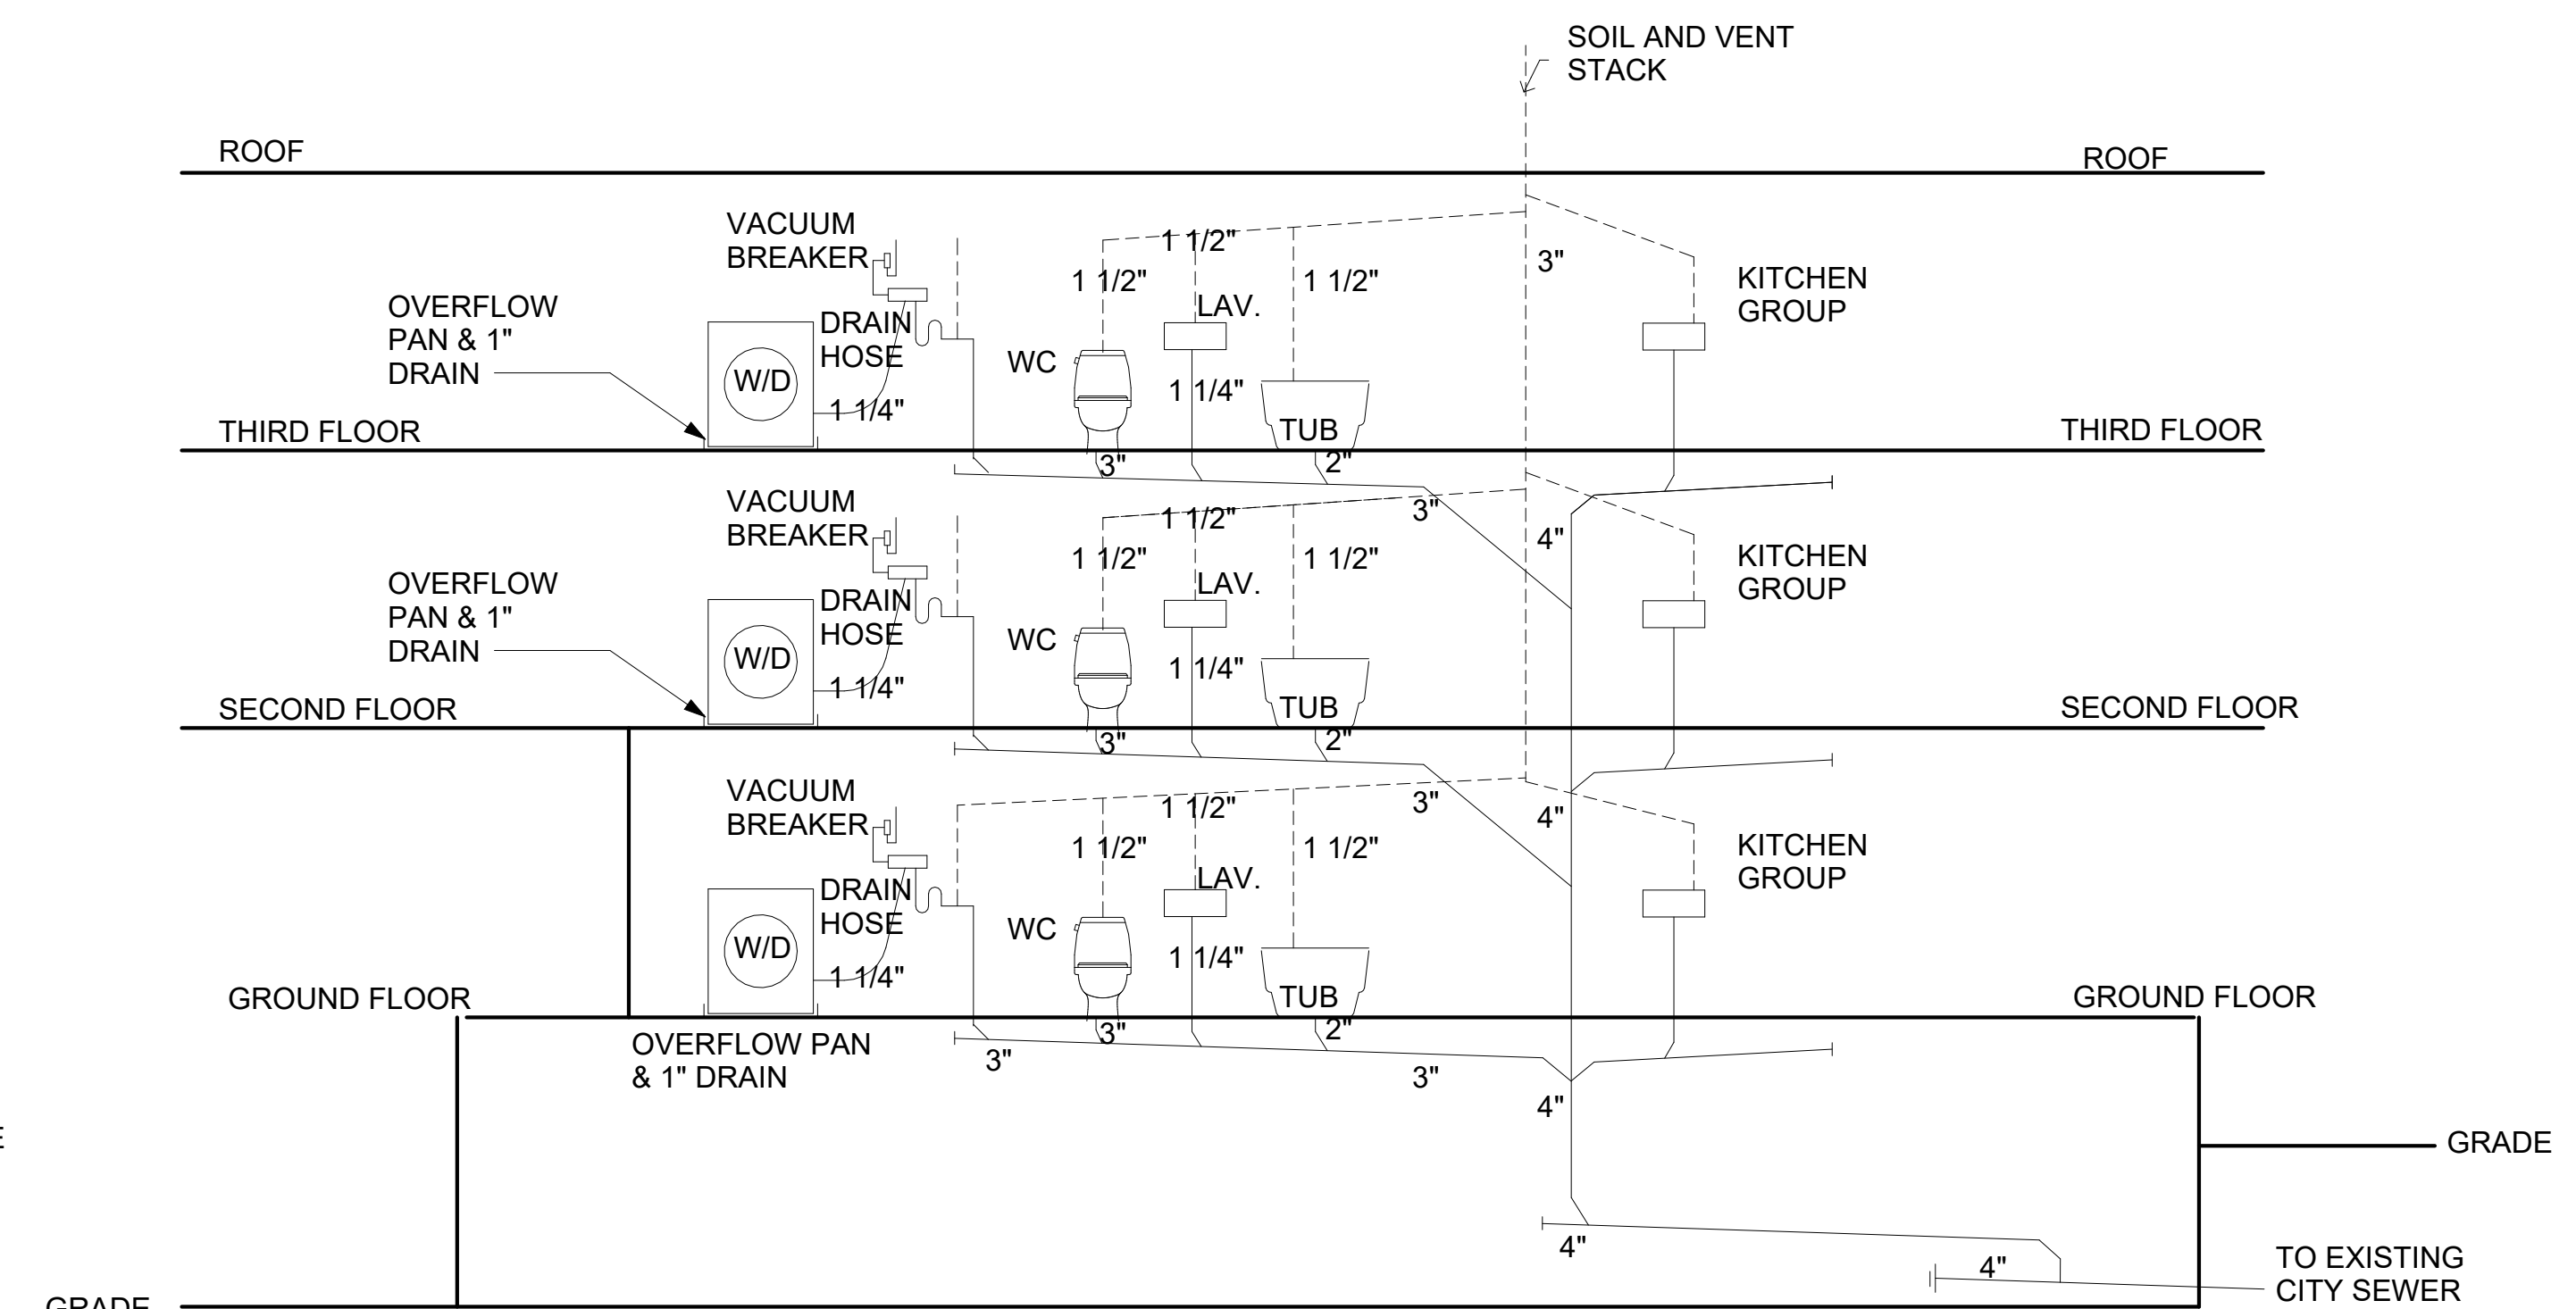 SOIL AND VENT
STACK
ROOF
ROOF
VACUUM
BREAKER
1 1/2"
1 1/2"
1 1/2"
3"
KITCHEN
GROUP
OVERFLOW
PAN & 1"
DRAIN
DRAIN
HOSE
LAV.
WC
W/D
1 1/4"
1 1/4"
TUB
THIRD FLOOR
THIRD FLOOR
3"
2"
VACUUM
BREAKER
1 1/2"
3"
4"
1 1/2"
1 1/2"
KITCHEN
GROUP
OVERFLOW
PAN & 1"
DRAIN
DRAIN
HOSE
LAV.
WC
W/D
1 1/4"
1 1/4"
TUB
SECOND FLOOR
SECOND FLOOR
3"
2"
VACUUM
BREAKER
1 1/2"
3"
4"
1 1/2"
1 1/2"
KITCHEN
GROUP
DRAIN
HOSE
LAV.
WC
W/D
1 1/4"
1 1/4"
TUB
GROUND FLOOR
GROUND FLOOR
OVERFLOW PAN
& 1" DRAIN
3"
3"
2"
3"
4"
GRADE
4"
4"
TO EXISTING
CITY SEWER
GRADE